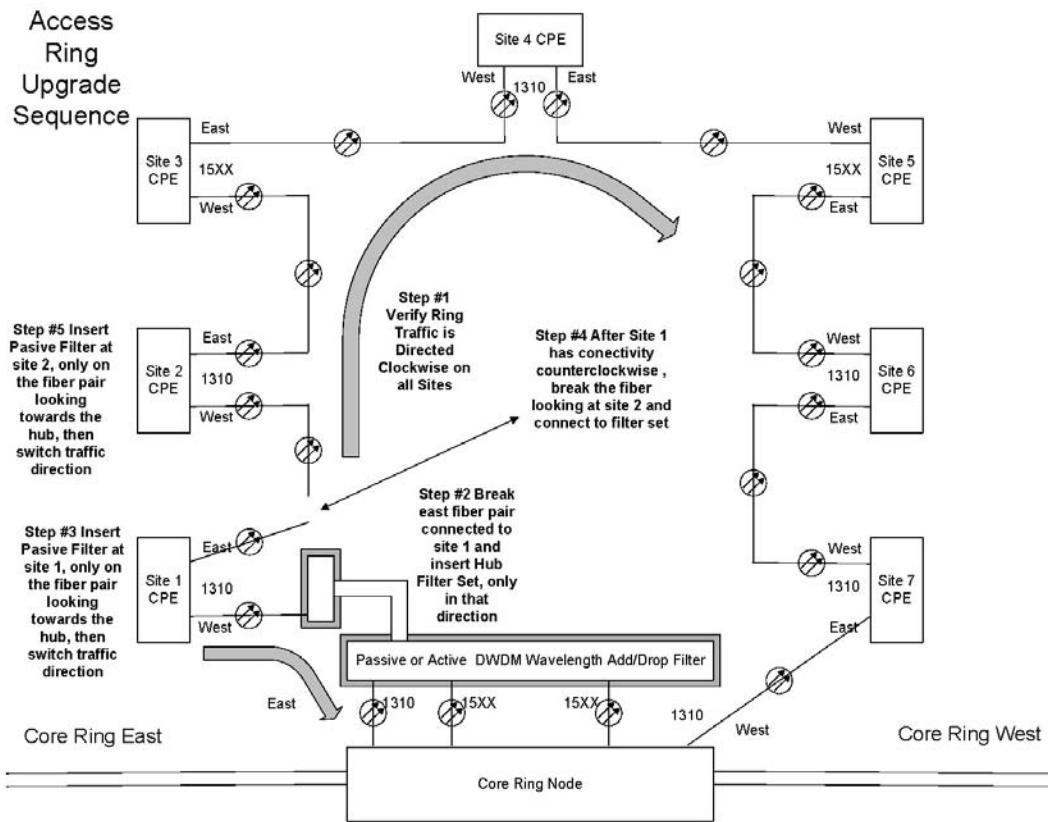 Access
Ring
Upgrade
Sequence
Site 4 CPE
West
East
1310
East
Site 3
CPE
15XX
West
West
Site 5
CPE
15XX
East
Step #1
Verify Ring
Traffic is
Directed
Clockwise on
all Sites
Step #5 Insert
Pasive Filter at
site 2, only on
the fiber pair
looking
towards the
hub, then
switch traffic
direction
East
Site 2
CPE
1310
West
Step #4 After Site 1
has conectivity
counterclockwise ,
break the fiber
looking at site 2 and
connect to filter set
West
Site 6
CPE
1310
East
Step #3 Insert
Pasive Filter at
site 1, only on
the fiber pair
looking
towards the
hub, then
switch traffic
direction
East
Site 1
CPE
1310
West
Step #2 Break
east fiber pair
connected to
site 1 and
insert Hub
Filter Set, only
in that
direction
West
Site 7
CPE
1310
East
Passive or Active DWDM Wavelength Add/Drop Filter
East
1310
15XX
15XX
1310
West
Core Ring East
Core Ring West
Core Ring Node